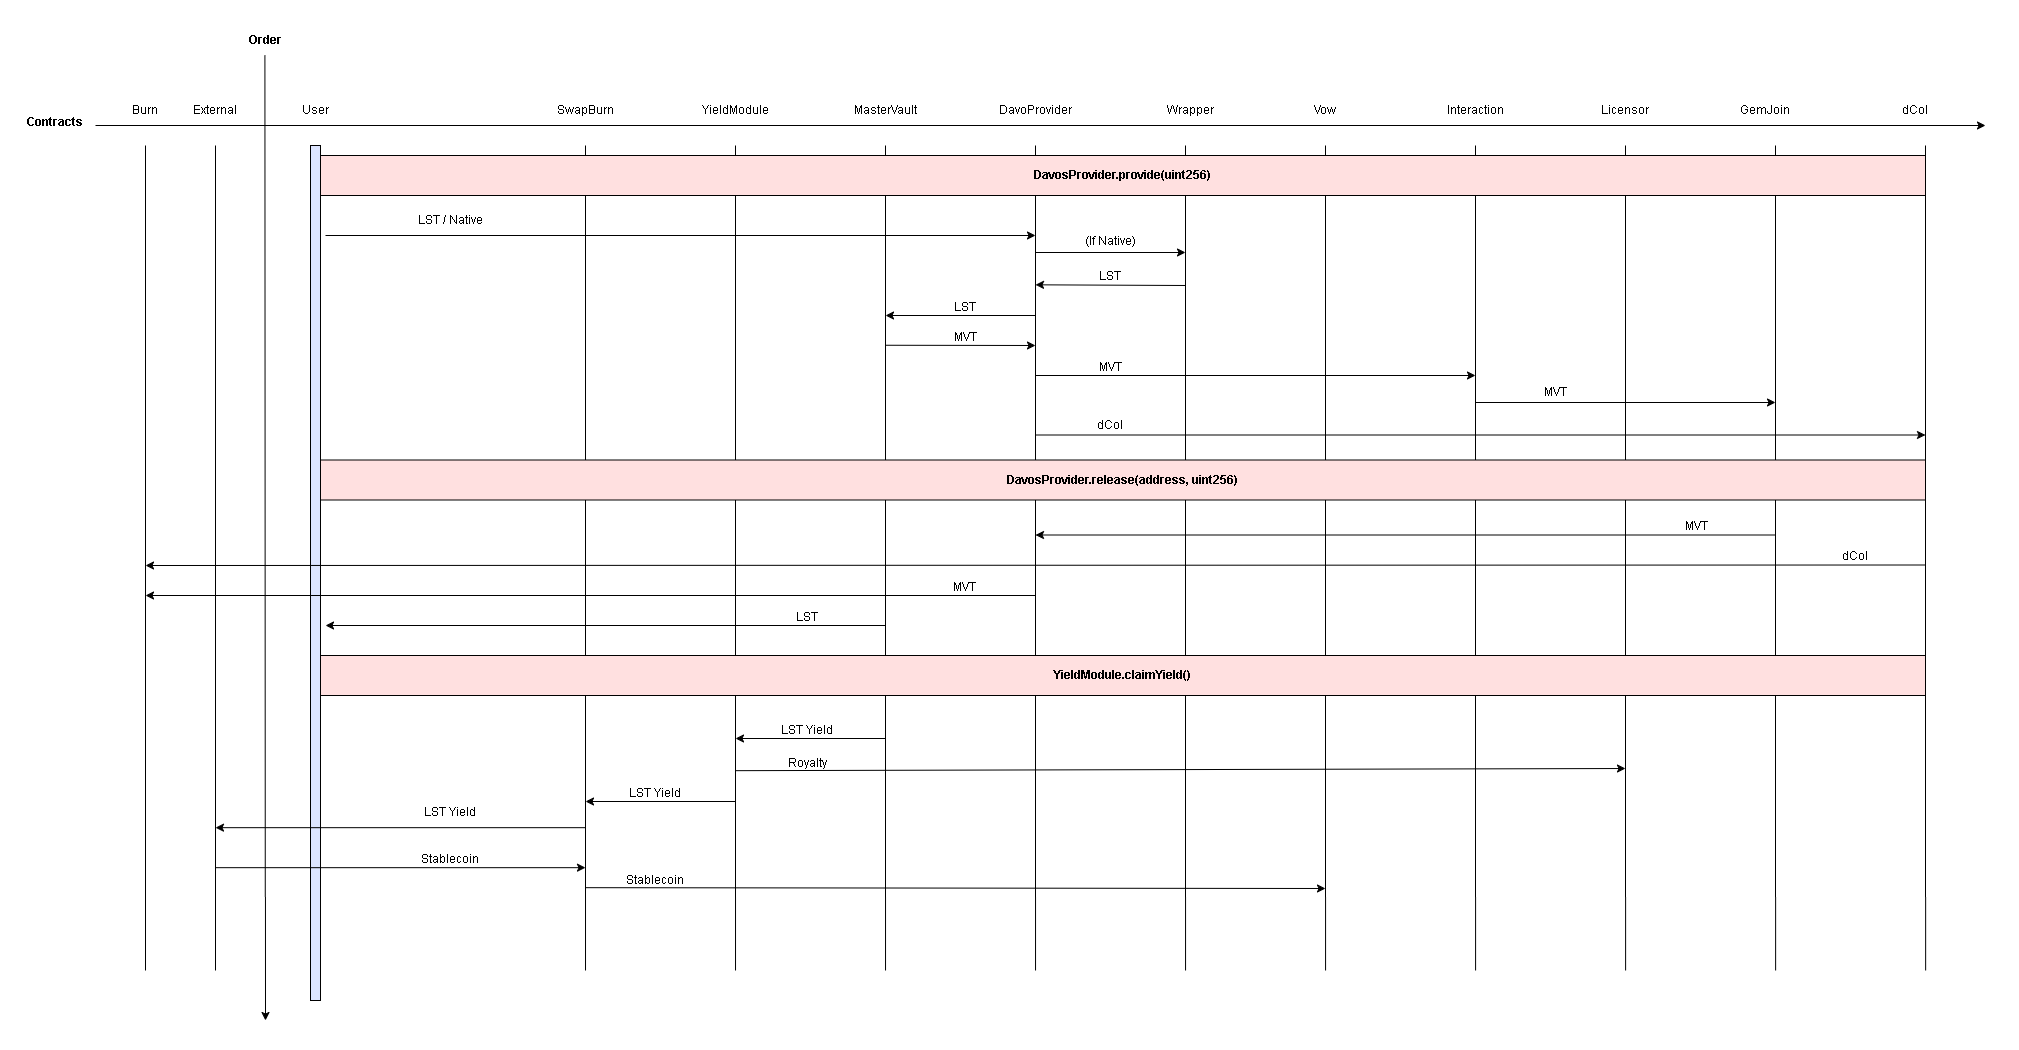 Order
Burn
External
User
SwapBurn
YieldModule
MasterVault
DavoProvider
Wrapper
Vow
Interaction
Licensor
GemJoin
dCol
Contracts
DavosProvider.provide(uint256)
LST / Native
(If Native)
LST
LST
MVT
MVT
MVT
dCol
DavosProvider.release(address, uint256)
MVT
dCol
MVT
LST
YieldModule.claimYield()
LST Yield
Royalty
LST Yield
LST Yield
Stablecoin
Stablecoin